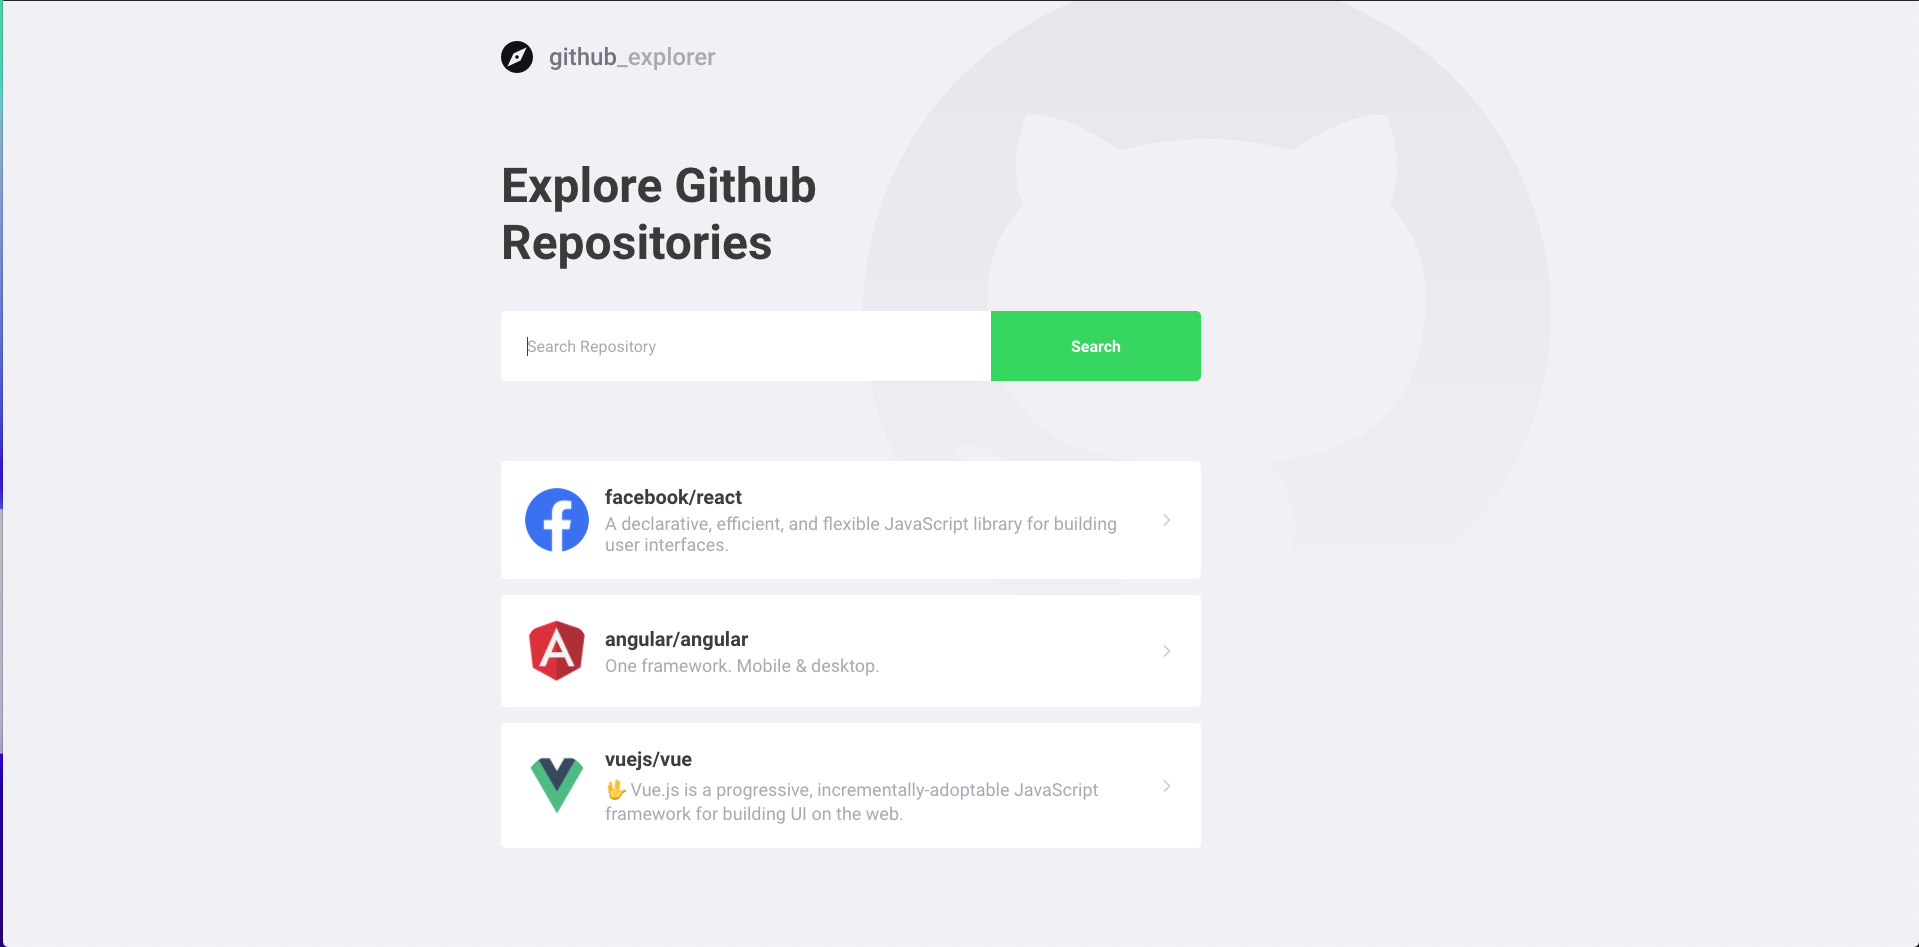 github_explorer
Explore Github
Repositories
Search Repository
Search
facebook/react
A declarative, efficient, and flexible JavaScript library for building
user interfaces.
angular/angular
One framework. Mobile & desktop.
vuejs/vue
🖖 Vue.js is a progressive, incrementally-adoptable JavaScript
framework for building UI on the web.